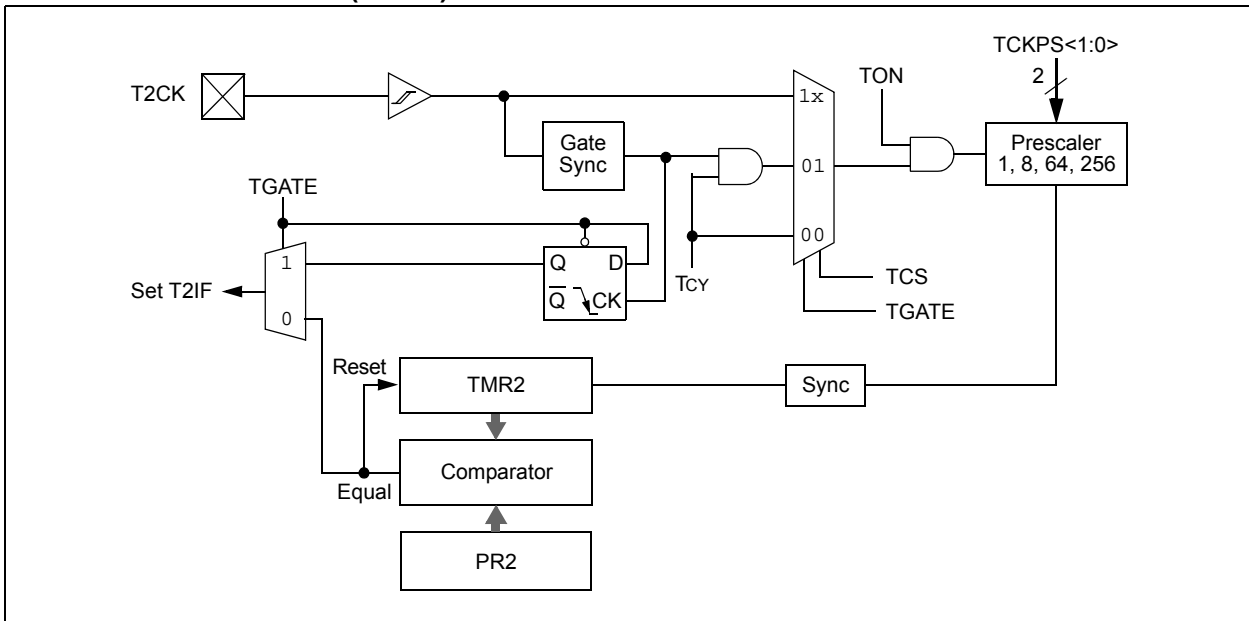 TCKPS<1:0>
2
T2CK
TON
1x
Gate
Sync
Prescaler
1, 8, 64, 256
01
TGATE
00
1
Q
D
TCY
TCS
Set T2IF
Q
CK
0
TGATE
Reset
TMR2
Sync
Comparator
Equal
PR2